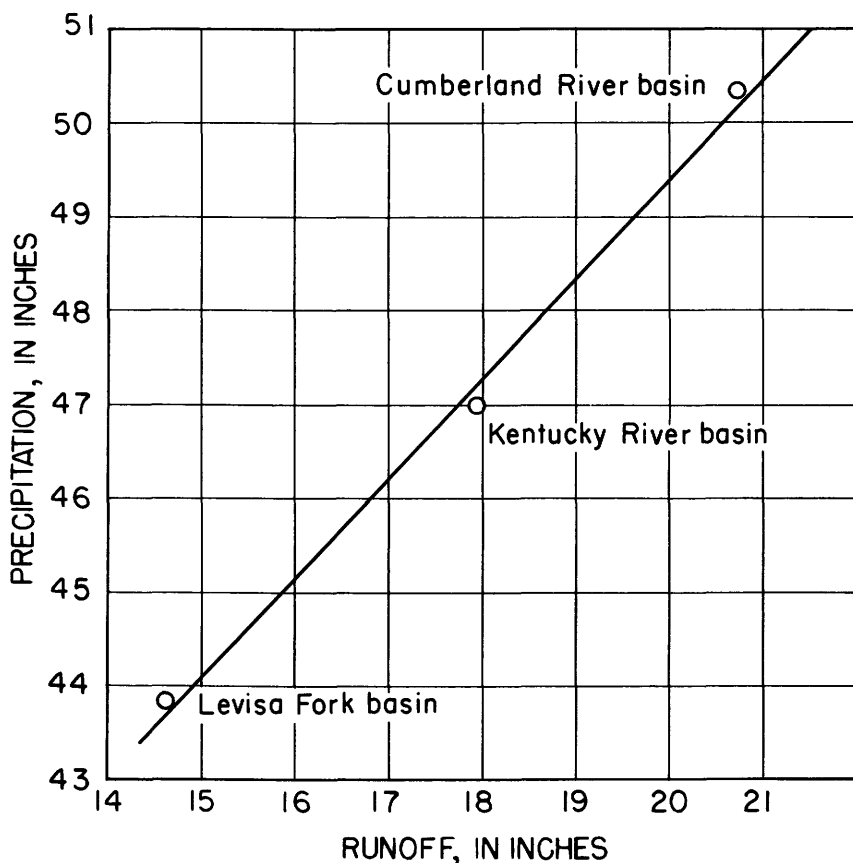 51
50
49
48
47
46
45
44
43
PRECIPITATION, IN INCHES
Cumberland River basin
Kentucky River basin
Levisa Fork basin
14 15 16 17 18 19 20 21
RUNOFF, IN INCHES